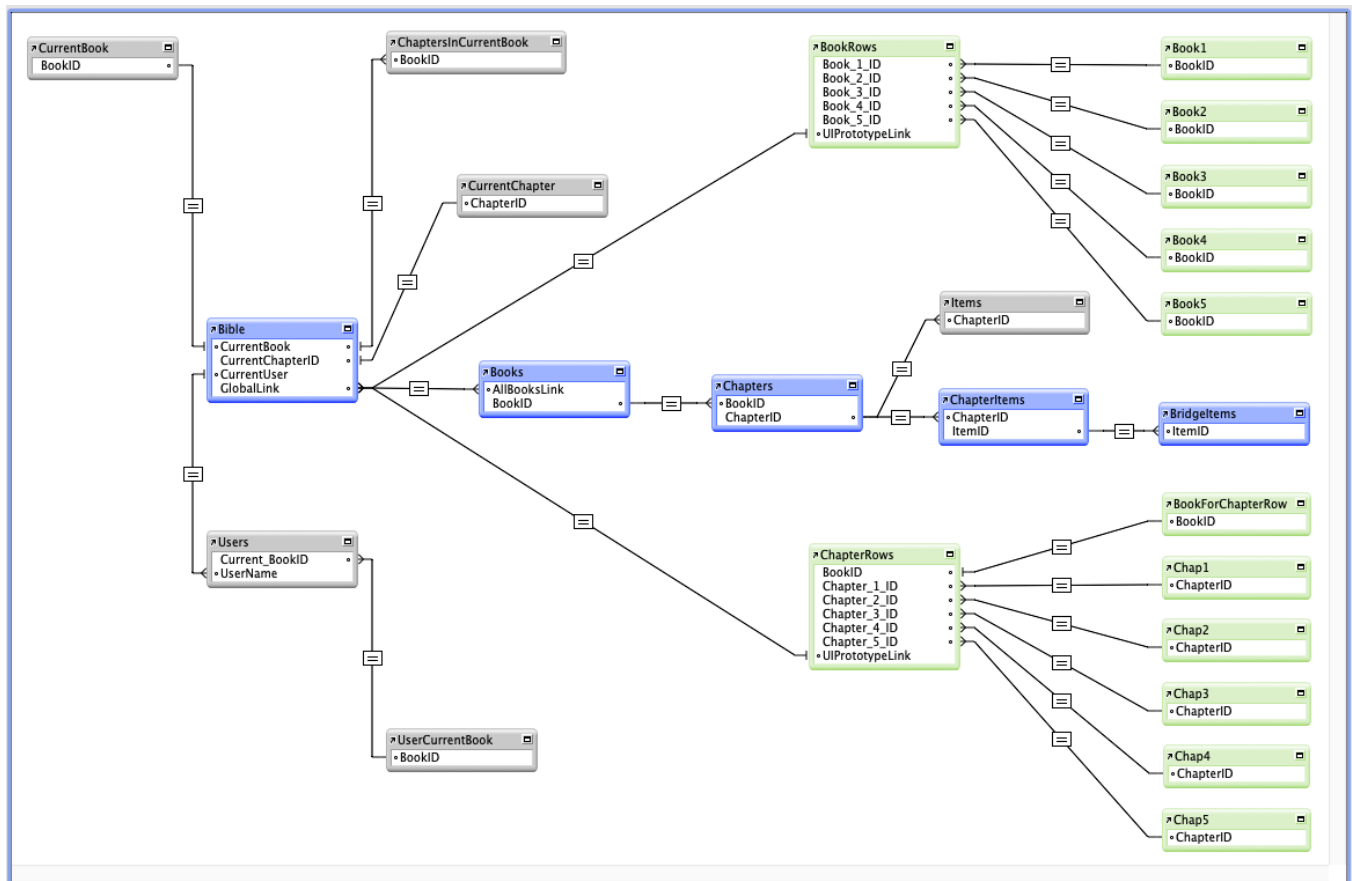 CurrentBook
BookID
ChaptersInCurrentBook
BookID
CurrentChapter
ChapterID
Bible
CurrentBook
CurrentChapterID
CurrentUser
GlobalLink
Users
Current_BookID
UserName
UserCurrentBook
BookID
Books
AllBooksLink
BookID
Chapters
BookID
ChapterID
Items
ChapterID
ChapterItems
ChapterID
ItemID
BridgeItems
ItemID
BookRows
Book_1_ID
Book_2_ID
Book_3_ID
Book_4_ID
Book_5_ID
UIPrototypeLink
Book1
BookID
Book2
BookID
Book3
BookID
Book4
BookID
Book5
BookID
ChapterRows
BookID
Chapter_1_ID
Chapter_2_ID
Chapter_3_ID
Chapter_4_ID
Chapter_5_ID
UIPrototypeLink
BookForChapterRow
BookID
Chap1
ChapterID
Chap2
ChapterID
Chap3
ChapterID
Chap4
ChapterID
Chap5
ChapterID